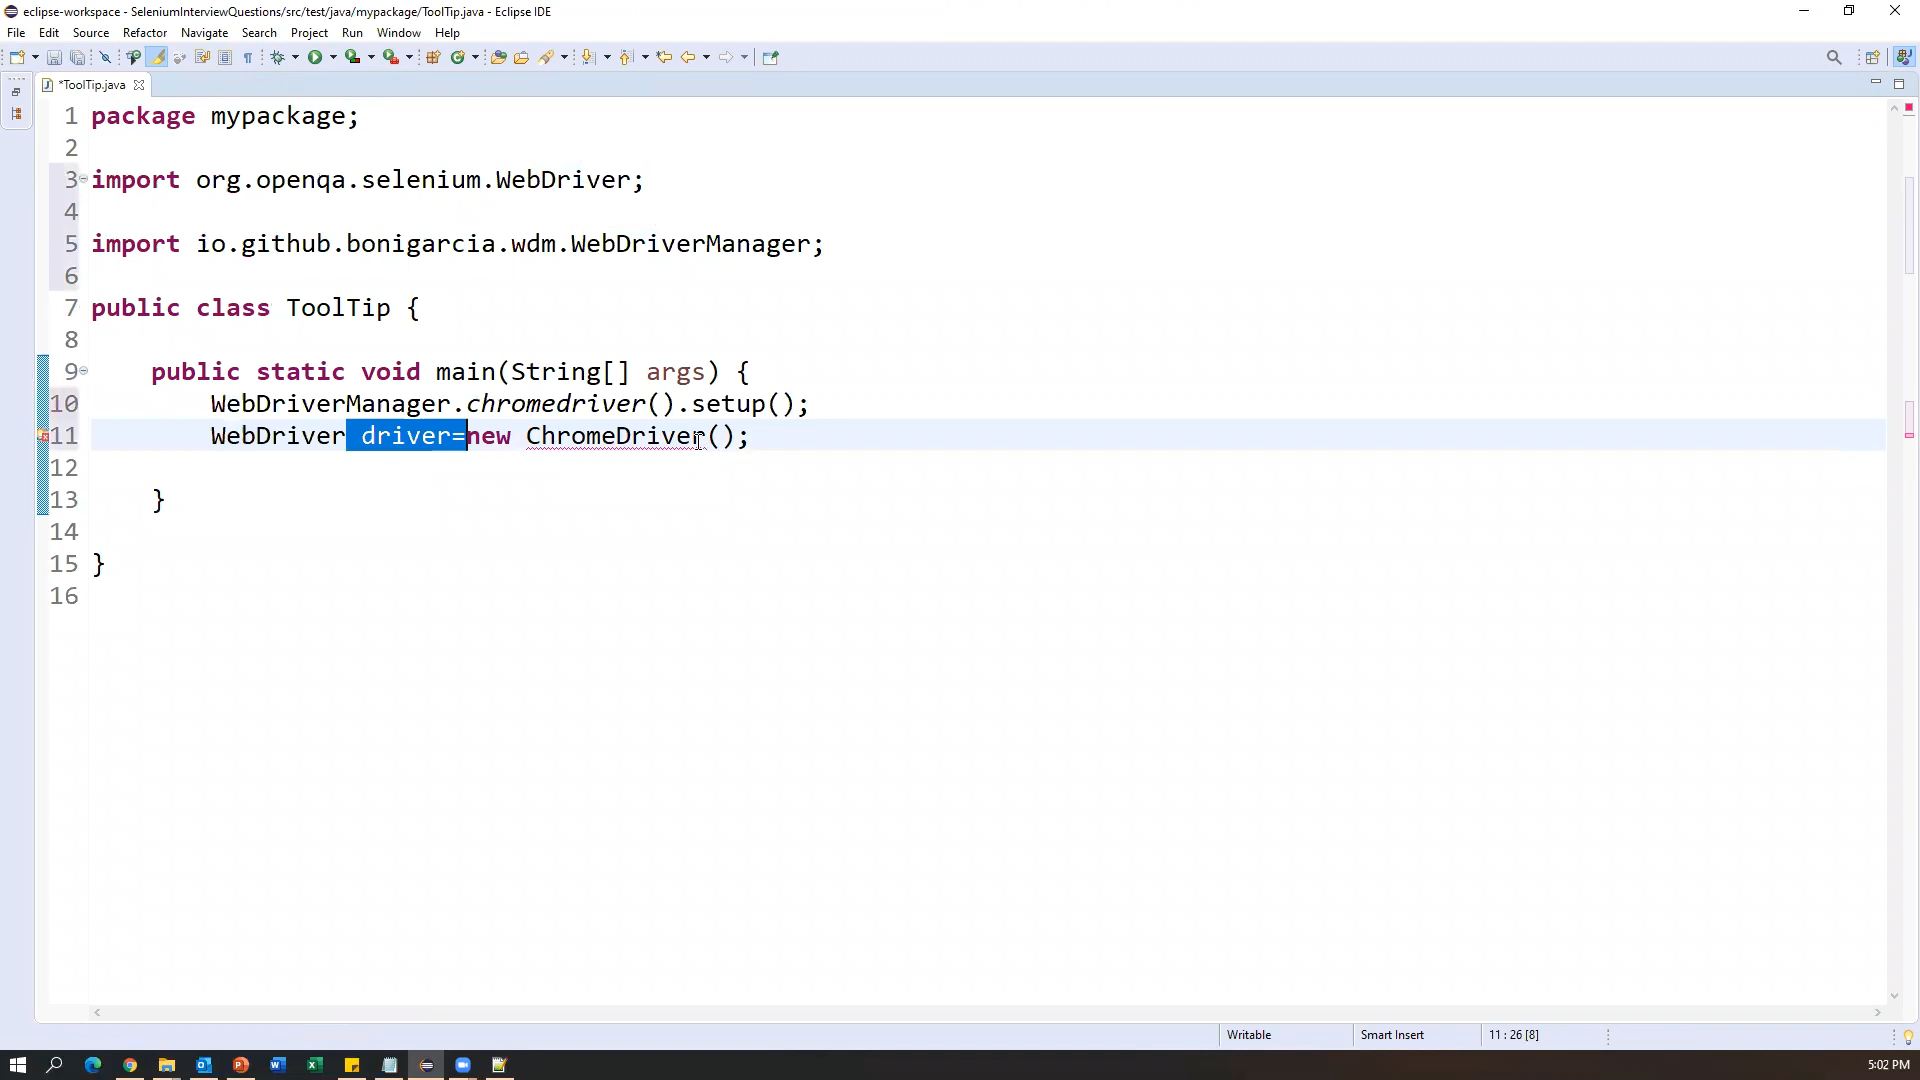 eclipse-workspace - SeleniumInterviewQuestions/src/test/java/mypackage/ToolTip.java - Eclipse IDE
File Edit Source Refactor Navigate Search Project Run Window Help
*ToolTip.java
1 package mypackage;
2
3 import org.openqa.selenium.WebDriver;
4
5 import io.github.bonigarcia.wdm.WebDriverManager;
6
7 public class ToolTip {
8
9 public static void main(String[] args) {
10 WebDriverManager.chromedriver().setup();
11 WebDriver driver=new ChromeDriver();
12
13 }
14
15 }
16
Writable Smart Insert 11 : 26 [8]
5:02 PM